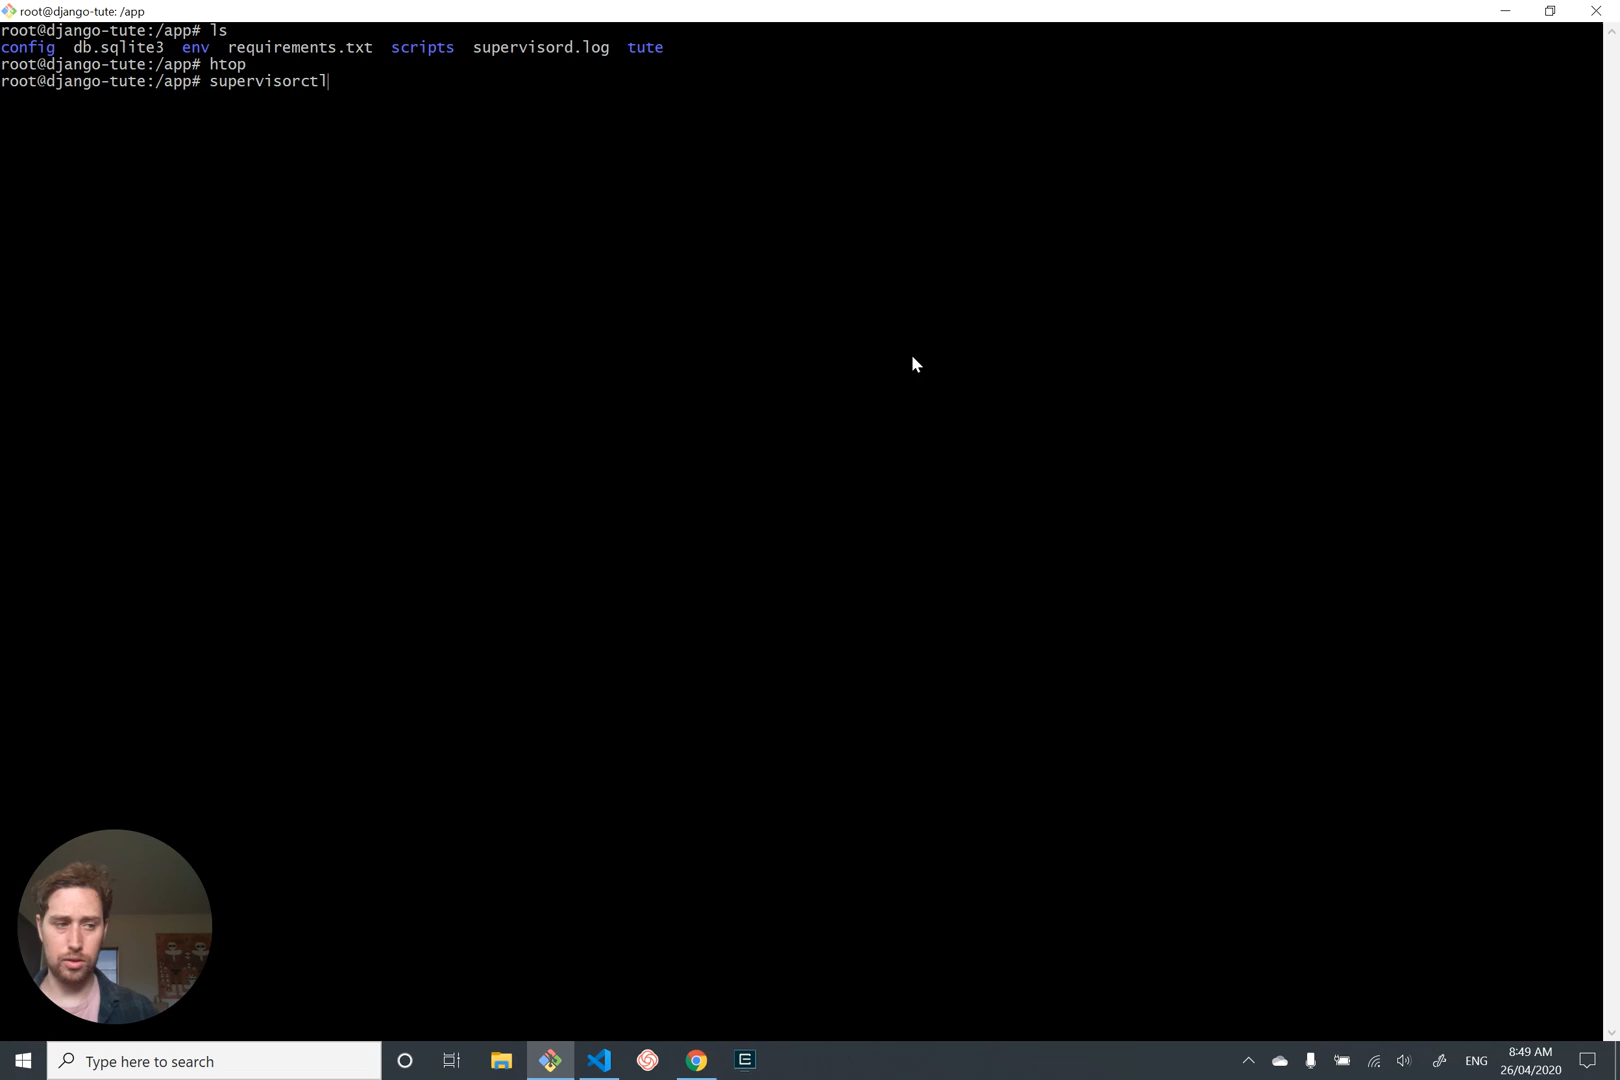 root@django-tute: /app
root@django-tute:/app# ls
config db.sqlite3 env requirements.txt scripts supervisord.log tute
root@django-tute:/app# htop
root@django-tute:/app# supervisorctl
Type here to search
ENG
8:49 AM
26/04/2020